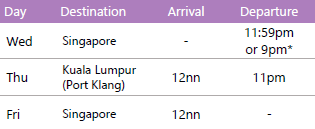 Day Destination Arrival Departure
Wed Singapore - 11:59pm
or 9pm*
Thu Kuala Lumpur
(Port Klang) 12nn 11pm
Fri Singapore 12nn -